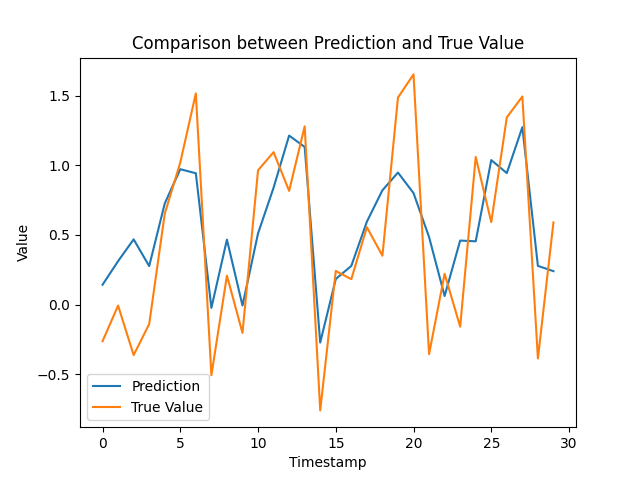 Comparison between Prediction and True Value
1.5
1.0
0.5
0.0
−0.5
Value
Prediction
True Value
0 5 10 15 20 25 30
Timestamp